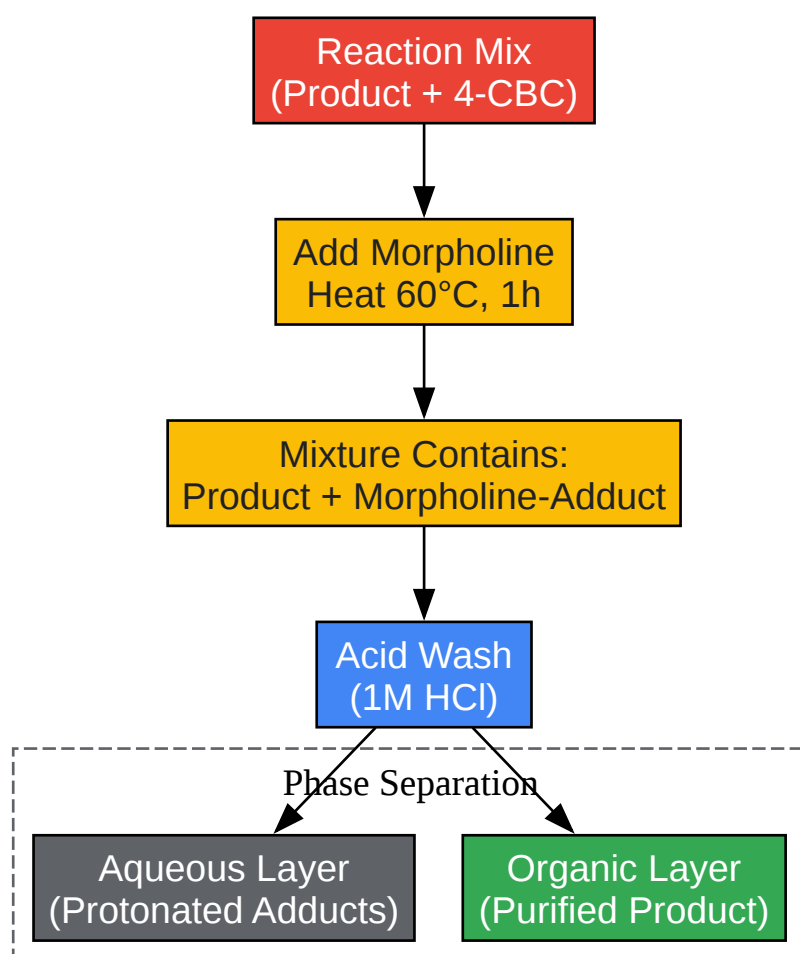 Reaction Mix
(Product + 4-CBC)
Add Morpholine
Heat 60°C, 1h
Mixture Contains:
Product + Morpholine-Adduct
Acid Wash
(1M HCl)
Phase Separation
Aqueous Layer
(Protonated Adducts)
Organic Layer
(Purified Product)